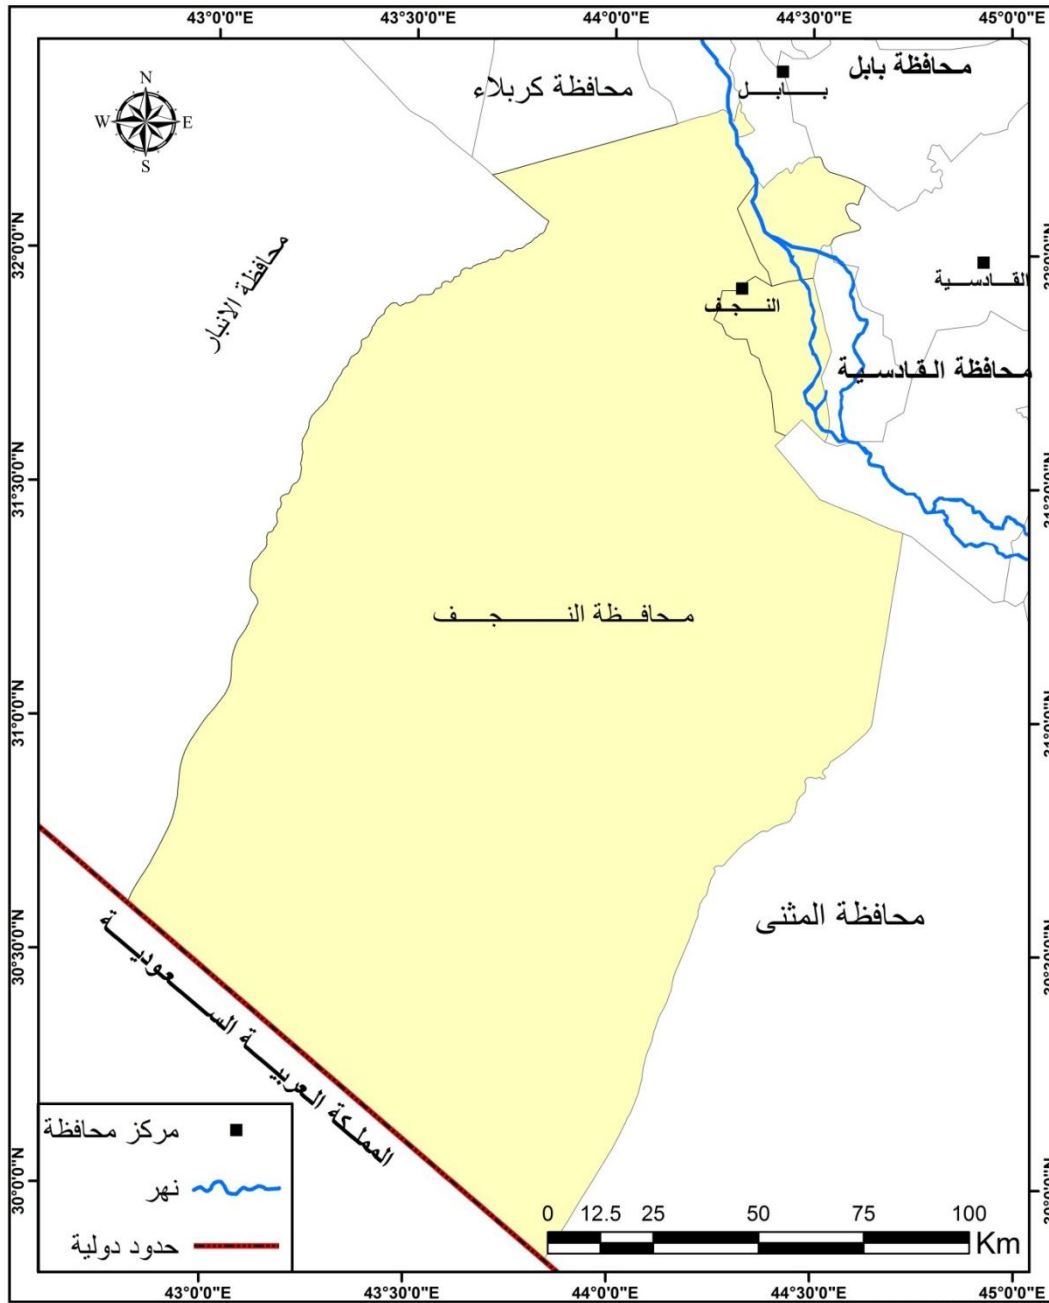 43°0'0"E 43°30'0"E 44°0'0"E 44°30'0"E 45°0'0"E
محافظة بابل
محافظة كربلاء
بابل
N
W E
S
32°0'0"N
32°0'0"N
محافظة الانبار
القادسية
النجف
محافظة القادسية
31°30'0"N
محافظة النجف
31°0'0"N
محافظة المثنى
30°30'0"N
المملكة العربية السعودية
مركز محافظة
نهر
حدود دولية
30°0'0"N
0 12.5 25 50 75 100
Km
43°0'0"E 43°30'0"E 44°0'0"E 44°30'0"E 45°0'0"E